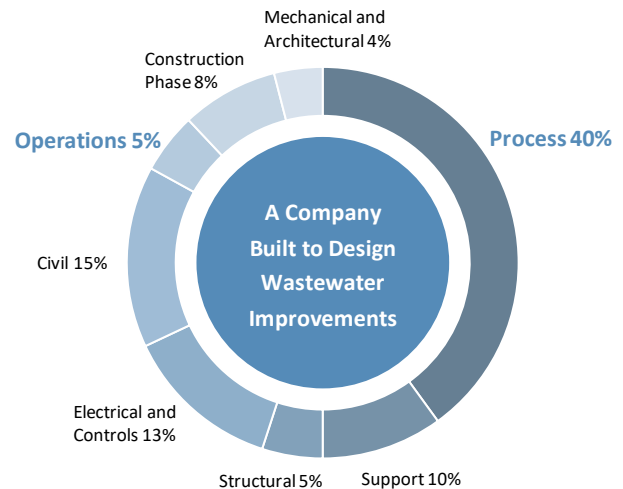 Mechanical and
Architectural 4%
Construction
Phase 8%
Operations 5%
Process 40%
A Company
Built to Design
Wastewater
Improvements
Civil 15%
Electrical and
Controls 13%
Structural 5%
Support 10%